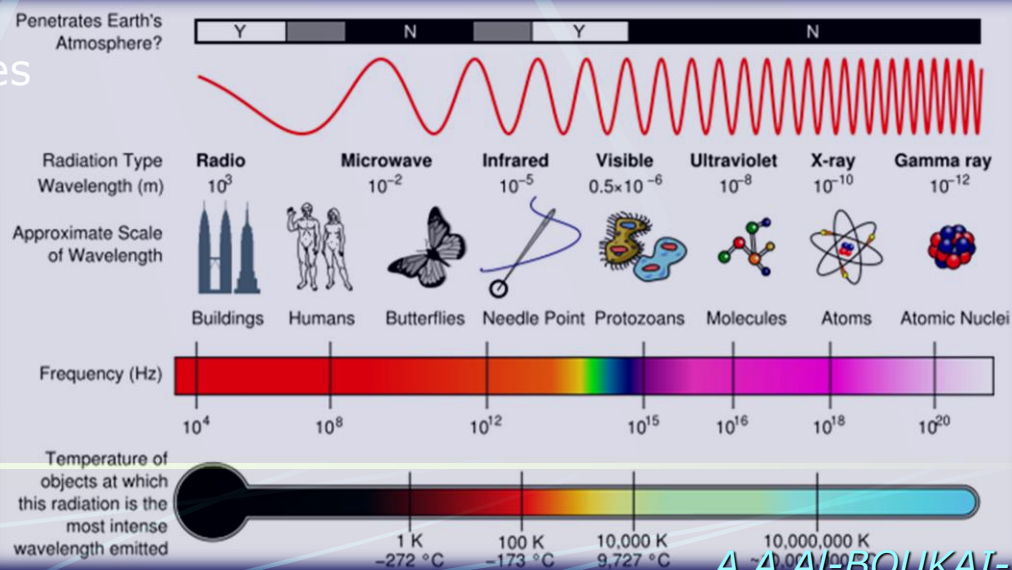 Penetrates Earth's
Atmosphere?
Y N Y N
es
Radiation Type Radio Microwave Infrared Visible Ultraviolet X-ray Gamma ray
Wavelength (m) 10³ 10⁻² 10⁻⁵ 0.5×10⁻⁶ 10⁻⁸ 10⁻¹⁰ 10⁻¹²
Approximate Scale
of Wavelength
Buildings Humans Butterflies Needle Point Protozoans Molecules Atoms Atomic Nuclei
Frequency (Hz)
10⁴ 10⁸ 10¹² 10¹⁵ 10¹⁶ 10¹⁸ 10²⁰
Temperature of
objects at which
this radiation is the
most intense
wavelength emitted
1 K 100 K 10,000 K 10,000,000 K
−272 °C −173 °C 9,727 °C
A.A.Al-BOUKAI-